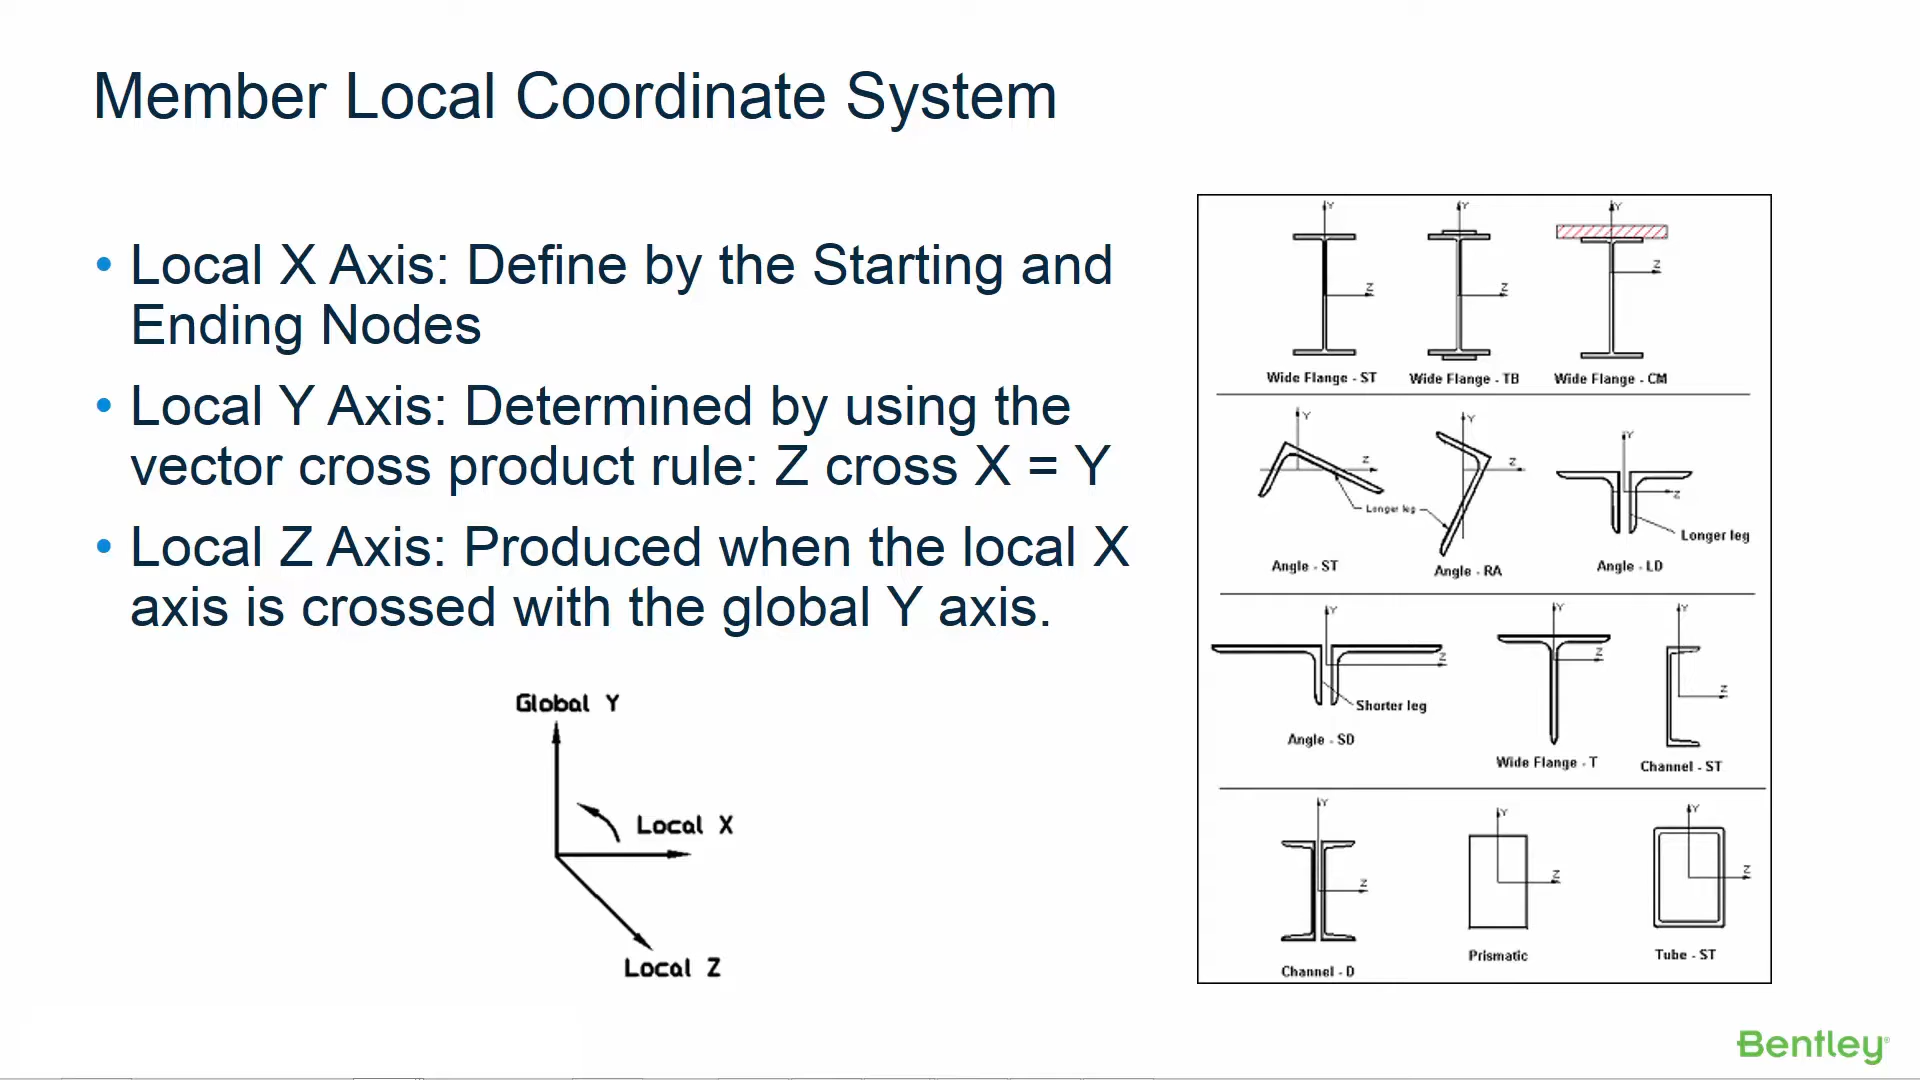 Member Local Coordinate System
• Local X Axis: Define by the Starting and
Ending Nodes
• Local Y Axis: Determined by using the
vector cross product rule: Z cross X = Y
• Local Z Axis: Produced when the local X
axis is crossed with the global Y axis.
Global Y
Local X
Local Z
Y Y Y
Z Z Z
Wide Flange - ST Wide Flange - TB Wide Flange - CM
Y Y Y
Z Z Z
Longer leg
Longer leg
Angle - ST Angle - RA Angle - LD
Y Y Y
Z Z Z
Shorter leg
Angle - SD Wide Flange - T Channel - ST
Y Y Y
Z Z Z
Channel - D Prismatic Tube - ST
Bentley®